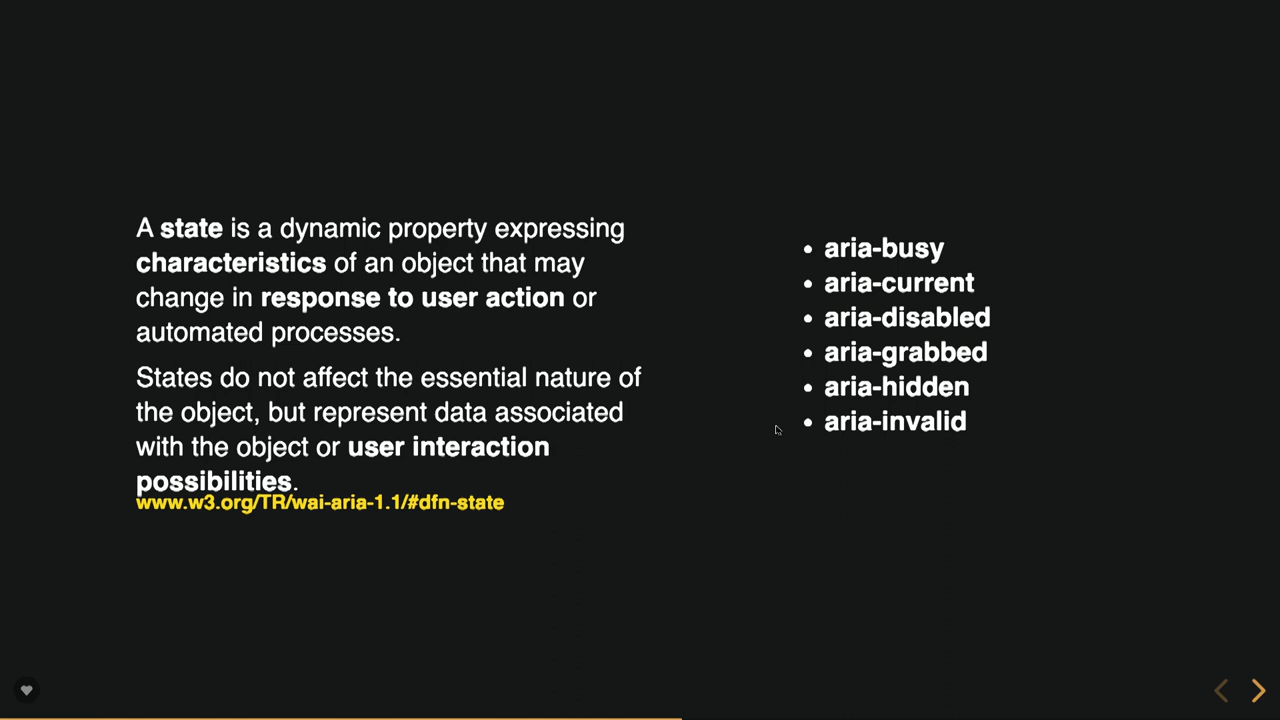 A state is a dynamic property expressing
characteristics of an object that may
change in response to user action or
automated processes.
States do not affect the essential nature of
the object, but represent data associated
with the object or user interaction
possibilities.
www.w3.org/TR/wai-aria-1.1/#dfn-state
• aria-busy
• aria-current
• aria-disabled
• aria-grabbed
• aria-hidden
• aria-invalid